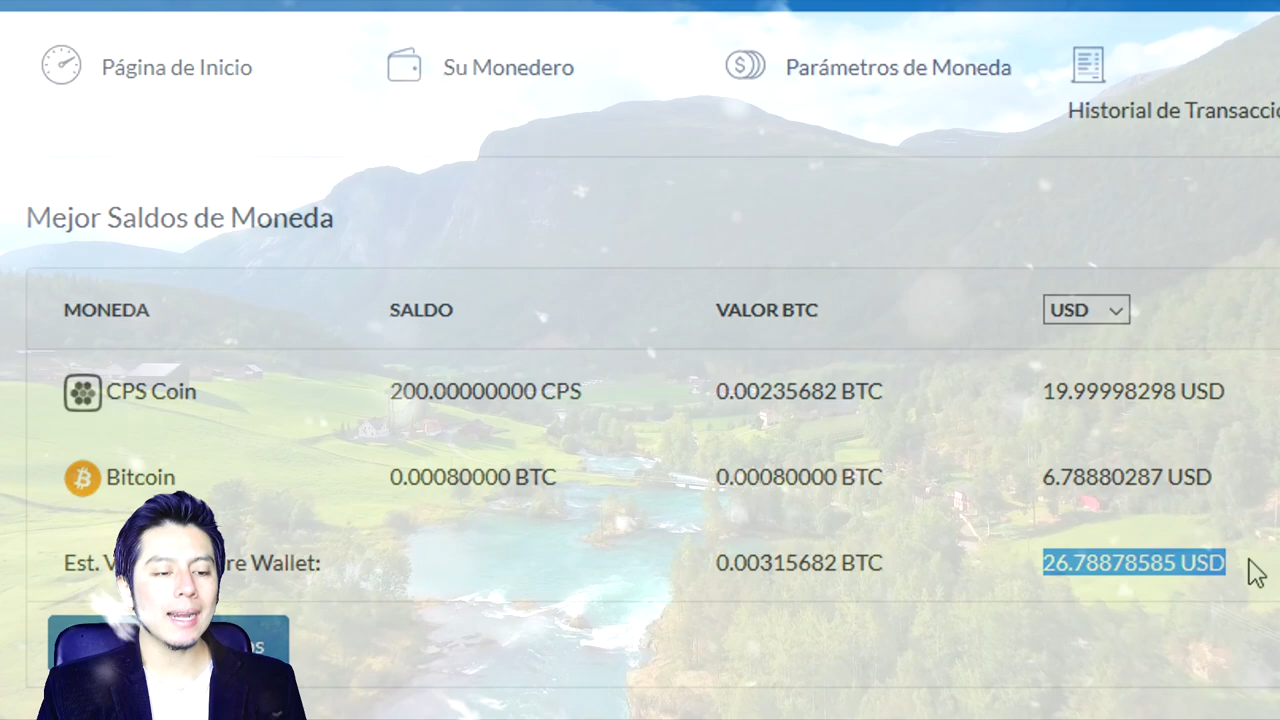 Página de Inicio
Su Monedero
Parámetros de Moneda
Historial de
Mejor Saldos de Moneda
MONEDA SALDO VALOR BTC USD
CPS Coin 200.00000000 CPS 0.00235682 BTC 19.99998298 USD
Bitcoin 0.00080000 BTC 0.00080000 BTC 6.78880287 USD
Est. Wallet: 0.00315682 BTC 26.78878585 USD